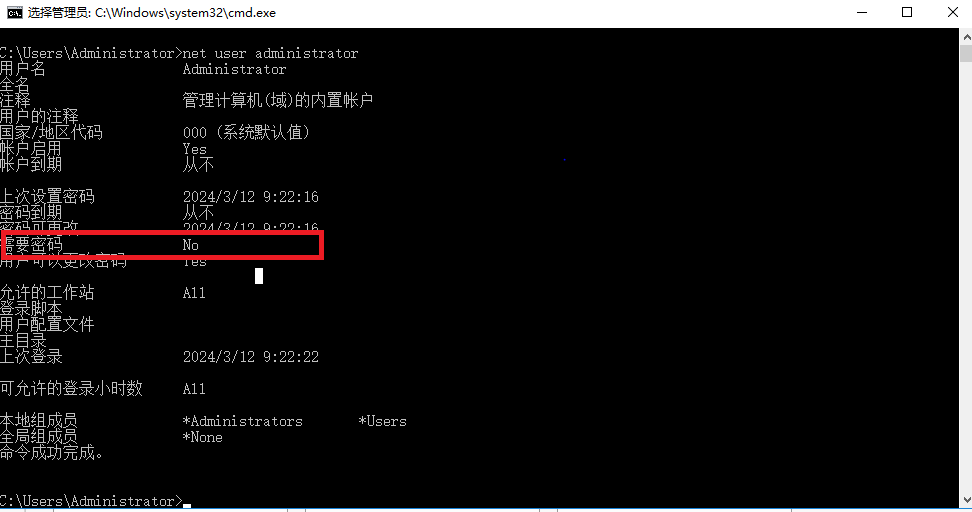 选择管理员: C:\Windows\system32\cmd.exe
C:\Users\Administrator>net user administrator
用户名 Administrator
全名
注释 管理计算机(域)的内置帐户
用户的注释
国家/地区代码 000 (系统默认值)
帐户启用 Yes
帐户到期 从不
上次设置密码 2024/3/12 9:22:16
密码到期 从不
密码可更改 2024/3/12 9:22:16
需要密码 No
用户可以更改密码 Yes
允许的工作站 All
登录脚本
用户配置文件
主目录
上次登录 2024/3/12 9:22:22
可允许的登录小时数 All
本地组成员 *Administrators *Users
全局组成员 *None
命令成功完成。
C:\Users\Administrator>